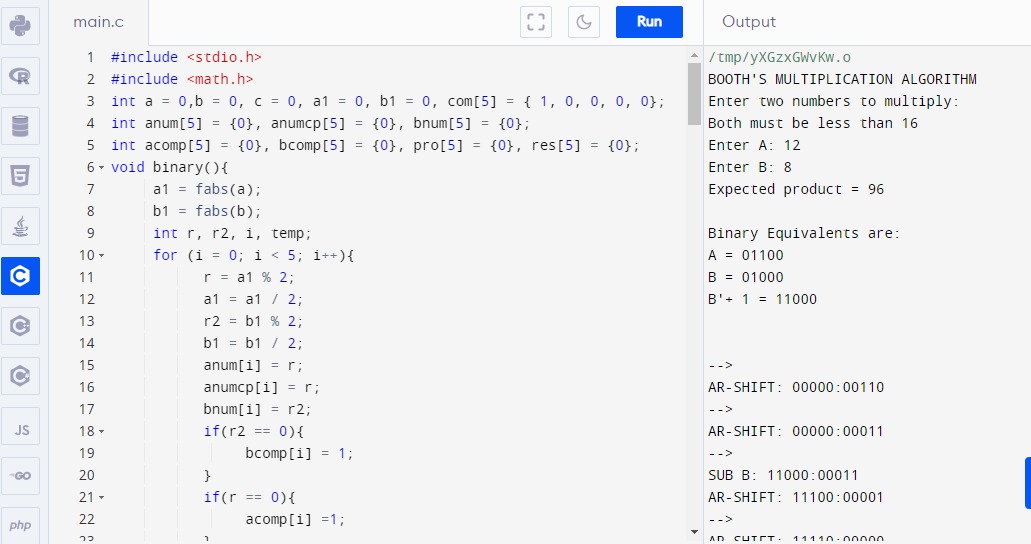 main.c
Run
Output
1 #include <stdio.h>
2 #include <math.h>
3 int a = 0,b = 0, c = 0, a1 = 0, b1 = 0, com[5] = { 1, 0, 0, 0, 0};
4 int anum[5] = {0}, anumcp[5] = {0}, bnum[5] = {0};
5 int acomp[5] = {0}, bcomp[5] = {0}, pro[5] = {0}, res[5] = {0};
6 void binary(){
7 a1 = fabs(a);
8 b1 = fabs(b);
9 int r, r2, i, temp;
10 for (i = 0; i < 5; i++){
11 r = a1 % 2;
12 a1 = a1 / 2;
13 r2 = b1 % 2;
14 b1 = b1 / 2;
15 anum[i] = r;
16 anumcp[i] = r;
17 bnum[i] = r2;
18 if(r2 == 0){
19 bcomp[i] = 1;
20 }
21 if(r == 0){
22 acomp[i] =1;
23 }
/tmp/yXGzxGWvKw.o
BOOTH'S MULTIPLICATION ALGORITHM
Enter two numbers to multiply:
Both must be less than 16
Enter A: 12
Enter B: 8
Expected product = 96
Binary Equivalents are:
A = 01100
B = 01000
B'+ 1 = 11000
-->
AR-SHIFT: 00000:00110
-->
AR-SHIFT: 00000:00011
-->
SUB B: 11000:00011
AR-SHIFT: 11100:00001
-->
AR-SHIFT: 11110:00000
R
5
C
C
C
JS
GO
php